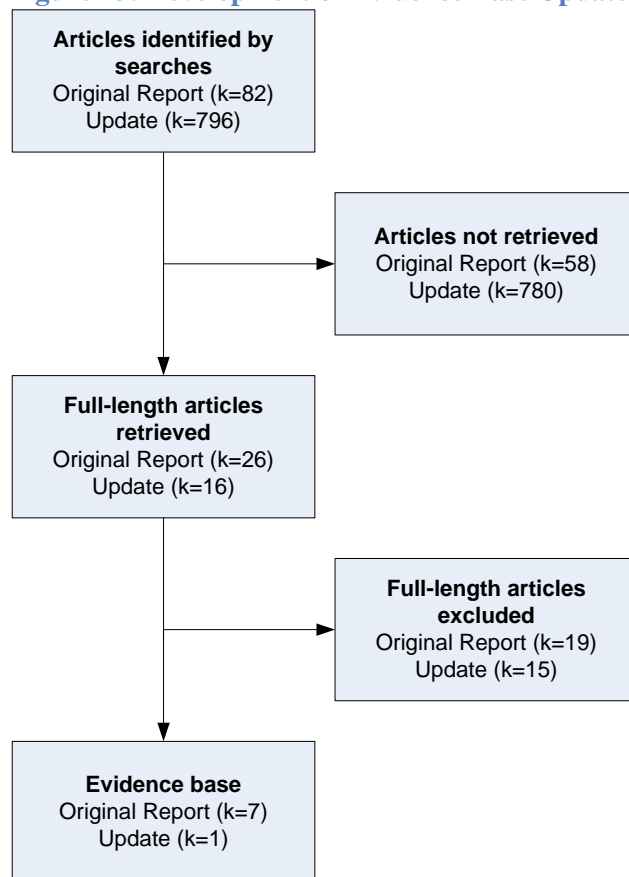 Articles identified by
searches
Original Report (k=82)
Update (k=796)
Articles not retrieved
Original Report (k=58)
Update (k=780)
Full-length articles
retrieved
Original Report (k=26)
Update (k=16)
Full-length articles
excluded
Original Report (k=19)
Update (k=15)
Evidence base
Original Report (k=7)
Update (k=1)